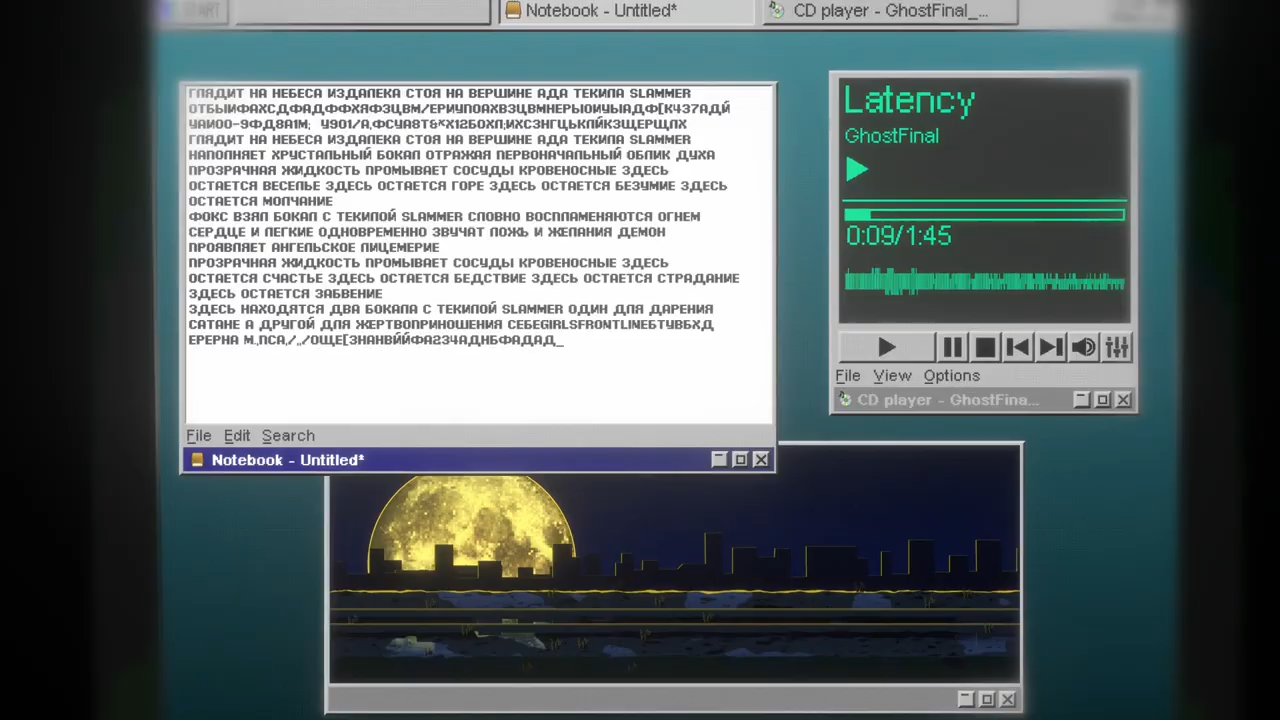 START
Notebook - Untitled*
CD player - GhostFinal_...
ГЛЯДИТ НА НЕБЕСА ИЗДАЛЕКА СТОЯ НА ВЕРШИНЕ АДА ТЕКИЛА SLAMMER
ГЛЯДИТ НА НЕБЕСА ИЗДАЛЕКА СТОЯ НА ВЕРШИНЕ АДА ТЕКИЛА SLAMMER
НАПОЛНЯЕТ ХРУСТАЛЬНЫЙ БОКАЛ ОТРАЖАЯ ПЕРВОНАЧАЛЬНЫЙ ОБЛИК ДУХА
ПРОЗРАЧНАЯ ЖИДКОСТЬ ПРОМЫВАЕТ СОСУДЫ КРОВЕНОСНЫЕ ЗДЕСЬ
ОСТАЕТСЯ ВЕСЕЛЬЕ ЗДЕСЬ ОСТАЕТСЯ ГОРЕ ЗДЕСЬ ОСТАЕТСЯ БЕЗУМИЕ ЗДЕСЬ
ОСТАЕТСЯ МОЛЧАНИЕ
ФОКС ВЗЯЛ БОКАЛ С ТЕКИЛОЙ SLAMMER СЛОВНО ВОСПЛАМЕНЯЮТСЯ ОГНЕМ
СЕРДЦЕ И ЛЕГКИЕ ОДНОВРЕМЕННО ЗВУЧАТ ЛОЖЬ И ЖЕЛАНИЯ ДЕМОН
ПРОЯВЛЯЕТ АНГЕЛЬСКОЕ ЛИЦЕМЕРИЕ
ПРОЗРАЧНАЯ ЖИДКОСТЬ ПРОМЫВАЕТ СОСУДЫ КРОВЕНОСНЫЕ ЗДЕСЬ
ОСТАЕТСЯ СЧАСТЬЕ ЗДЕСЬ ОСТАЕТСЯ БЕДСТВИЕ ЗДЕСЬ ОСТАЕТСЯ СТРАДАНИЕ
ЗДЕСЬ ОСТАЕТСЯ ЗАБВЕНИЕ
ЗДЕСЬ НАХОДЯТСЯ ДВА БОКАЛА С ТЕКИЛОЙ SLAMMER ОДИН ДЛЯ ДАРЕНИЯ
САТАНЕ А ДРУГОЙ ДЛЯ ЖЕРТВОПРИНОШЕНИЯ
File Edit Search
Notebook - Untitled*
Latency
GhostFinal
0:09/1:45
File View Options
CD player - GhostFina...